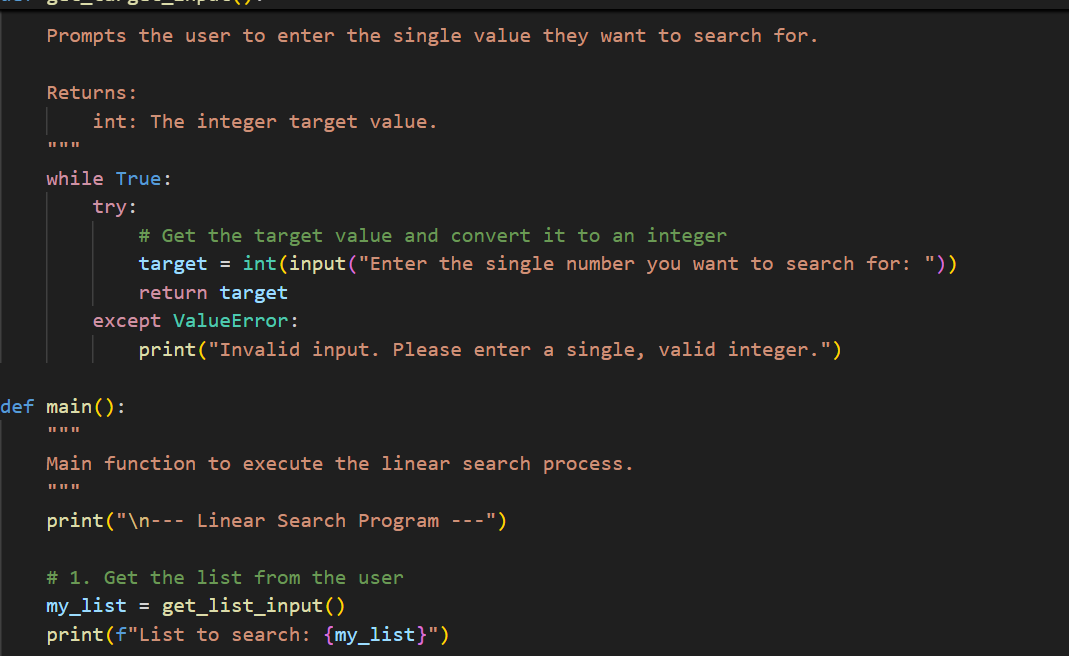 def get_target_input():
    Prompts the user to enter the single value they want to search for.

    Returns:
        int: The integer target value.
    """
    while True:
        try:
            # Get the target value and convert it to an integer
            target = int(input("Enter the single number you want to search for: "))
            return target
        except ValueError:
            print("Invalid input. Please enter a single, valid integer.")

def main():
    """
    Main function to execute the linear search process.
    """
    print("\n--- Linear Search Program ---")

    # 1. Get the list from the user
    my_list = get_list_input()
    print(f"List to search: {my_list}")